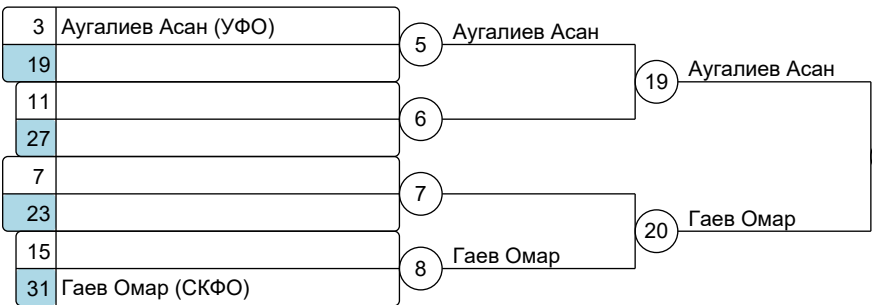 3 Аугалиев Асан (УФО)
19
5 Аугалиев Асан
11
27
6
19 Аугалиев Асан
7
23
7
15
31 Гаев Омар (СКФО)
8 Гаев Омар
20 Гаев Омар